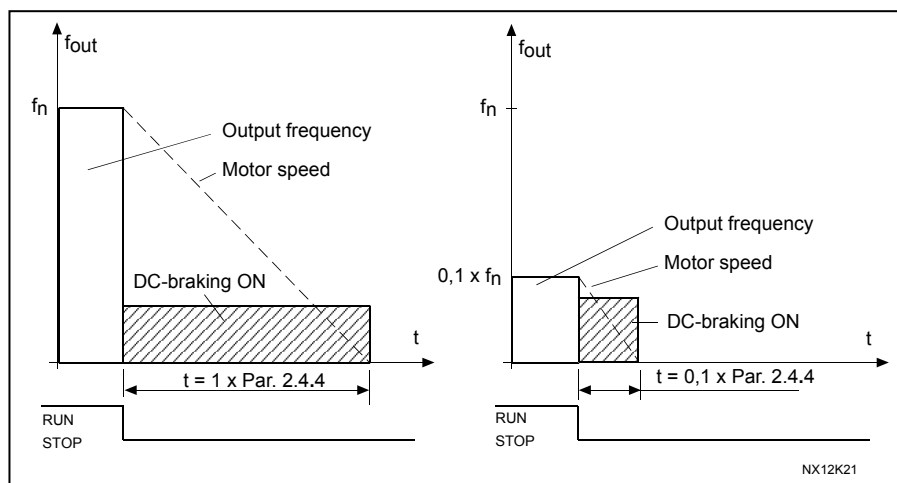 fout
fn
Output frequency
Motor speed
DC-braking ON
t
t = 1 x Par. 2.4.4
RUN
STOP
fout
fn
Output frequency
Motor speed
0,1 x fn
DC-braking ON
t
t = 0,1 x Par. 2.4.4
RUN
STOP
NX12K21